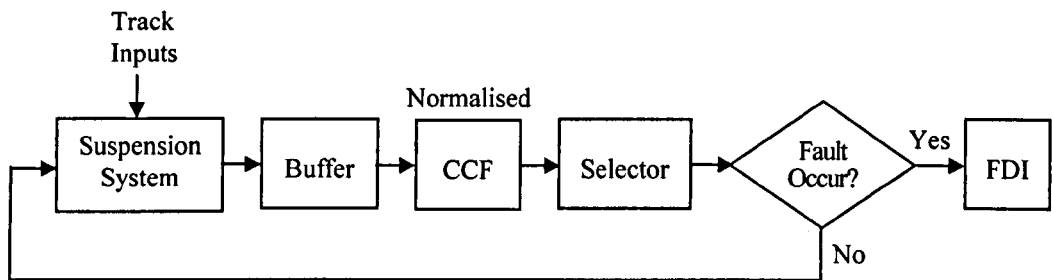 Track
Inputs
Normalised
Suspension
System
Buffer
CCF
Selector
Fault
Occur?
Yes
FDI
No